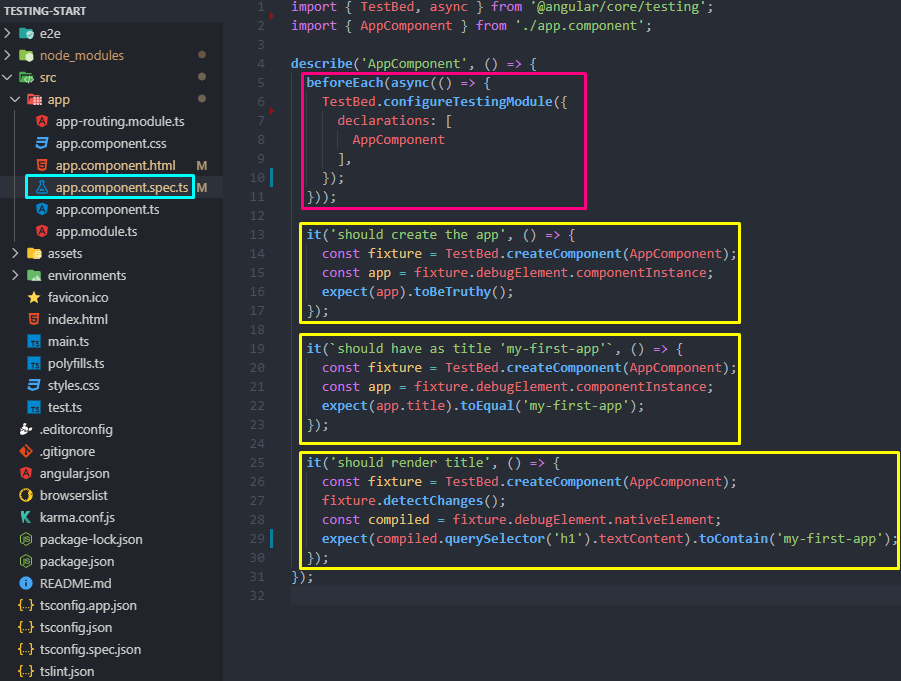 TESTING-START
e2e
node_modules
src
app
app-routing.module.ts
app.component.css
app.component.html M
app.component.spec.ts M
app.component.ts
app.module.ts
assets
environments
favicon.ico
index.html
main.ts
polyfills.ts
styles.css
test.ts
.editorconfig
.gitignore
angular.json
browserslist
karma.conf.js
package-lock.json
package.json
README.md
tsconfig.app.json
tsconfig.json
tsconfig.spec.json
tslint.json
1 import { TestBed, async } from '@angular/core/testing';
2 import { AppComponent } from './app.component';
3
4 describe('AppComponent', () => {
5 beforeEach(async(() => {
6 TestBed.configureTestingModule({
7 declarations: [
8 AppComponent
9 ],
10 });
11 }));
12
13 it('should create the app', () => {
14 const fixture = TestBed.createComponent(AppComponent);
15 const app = fixture.debugElement.componentInstance;
16 expect(app).toBeTruthy();
17 });
18
19 it(`should have as title 'my-first-app'`, () => {
20 const fixture = TestBed.createComponent(AppComponent);
21 const app = fixture.debugElement.componentInstance;
22 expect(app.title).toEqual('my-first-app');
23 });
24
25 it('should render title', () => {
26 const fixture = TestBed.createComponent(AppComponent);
27 fixture.detectChanges();
28 const compiled = fixture.debugElement.nativeElement;
29 expect(compiled.querySelector('h1').textContent).toContain('my-first-app');
30 });
31 });
32